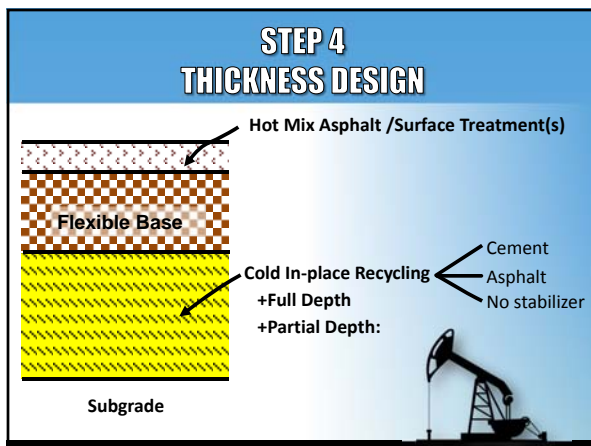 STEP 4
THICKNESS DESIGN
Hot Mix Asphalt /Surface Treatment(s)
Flexible Base
Cold In-place Recycling
+Full Depth
+Partial Depth:
Cement
Asphalt
No stabilizer
Subgrade